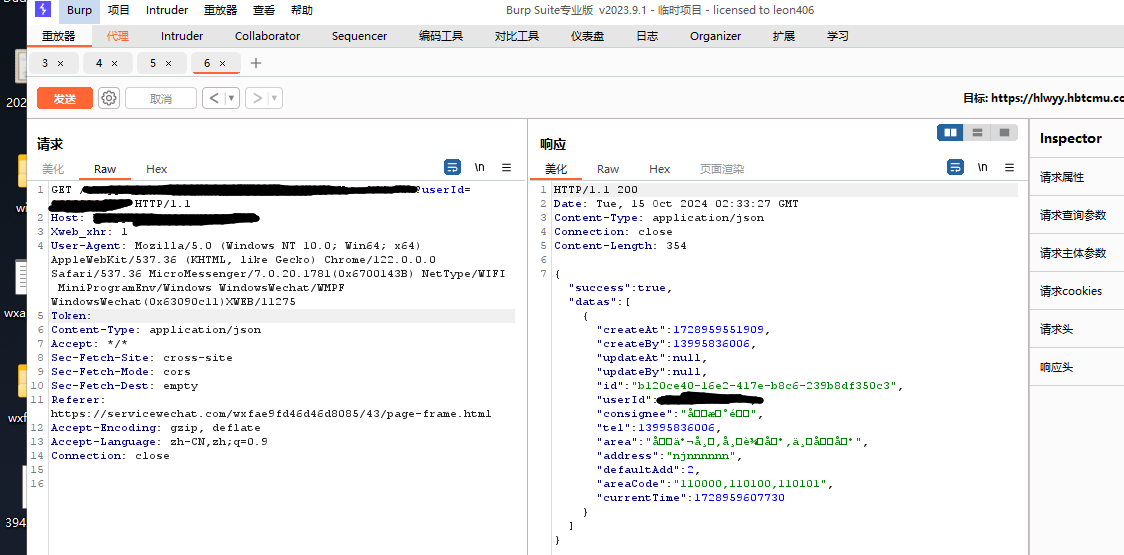 Burp 项目 Intruder 重放器 查看 帮助 Burp Suite专业版 v2023.9.1 - 临时项目 - licensed to leon406
重放器 代理 Intruder Collaborator Sequencer 编码工具 对比工具 仪表盘 日志 Organizer 扩展 学习
3 × 4 × 5 × 6 × +
发送 取消 < > 目标: https://hlwyy.hbtcmu.co
请求
美化 Raw Hex \n
1 GET / ?userId=
HTTP/1.1
2 Host:
3 Xweb_xhr: 1
4 User-Agent: Mozilla/5.0 (Windows NT 10.0; Win64; x64)
AppleWebKit/537.36 (KHTML, like Gecko) Chrome/122.0.0.0
Safari/537.36 MicroMessenger/7.0.20.1781(0x6700143B) NetType/WIFI
MiniProgramEnv/Windows WindowsWechat/WMPF
WindowsWechat(0x63090c11)XWEB/11275
5 Token:
6 Content-Type: application/json
7 Accept: */*
8 Sec-Fetch-Site: cross-site
9 Sec-Fetch-Mode: cors
10 Sec-Fetch-Dest: empty
11 Referer:
https://servicewechat.com/wxfae9fd46d46d8085/43/page-frame.html
12 Accept-Encoding: gzip, deflate
13 Accept-Language: zh-CN,zh;q=0.9
14 Connection: close
15
16
响应
美化 Raw Hex 页面渲染 \n
1 HTTP/1.1 200
2 Date: Tue, 15 Oct 2024 02:33:27 GMT
3 Content-Type: application/json
4 Connection: close
5 Content-Length: 354
6
7 {
"success":true,
"datas":[
{
"createAt":1728959551909,
"createBy":13995836006,
"updateAt":null,
"updateBy":null,
"id":"b120ce40-16e2-417e-b8c6-239b8df350c3",
"userId":
"consignee":
"tel":13995836006,
"area":
"address":"njnnnnnn",
"defaultAdd":2,
"areaCode":"110000,110100,110101",
"currentTime":1728959607730
}
]
}
Inspector
请求属性
请求查询参数
请求主体参数
请求cookies
请求头
响应头
202
wi
wxa
wxf
394